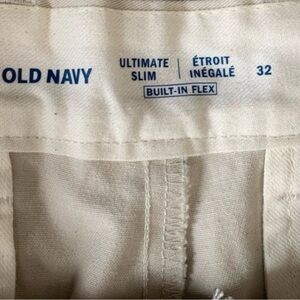 OLD NAVY
ULTIMATE SLIM
ÉTROIT INÉGALÉ
32
BUILT-IN FLEX